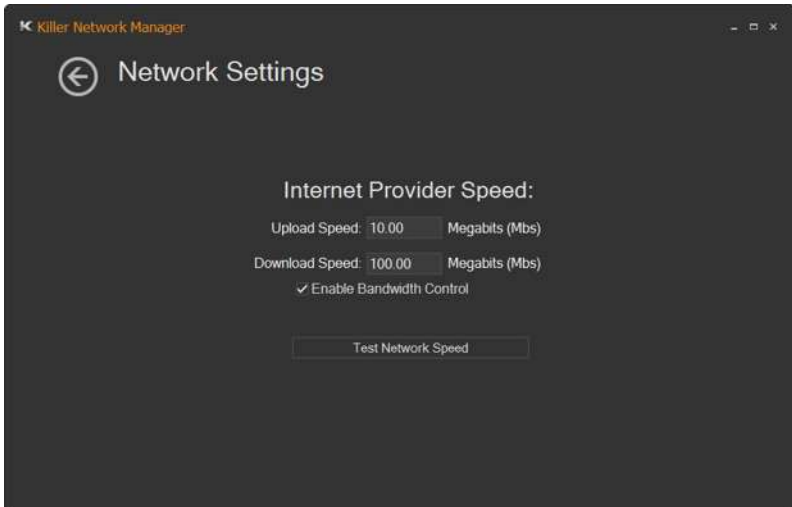 Killer Network Manager
Network Settings
Internet Provider Speed:
Upload Speed: 10.00 Megabits (Mbs)
Download Speed: 100.00 Megabits (Mbs)
Enable Bandwidth Control
Test Network Speed